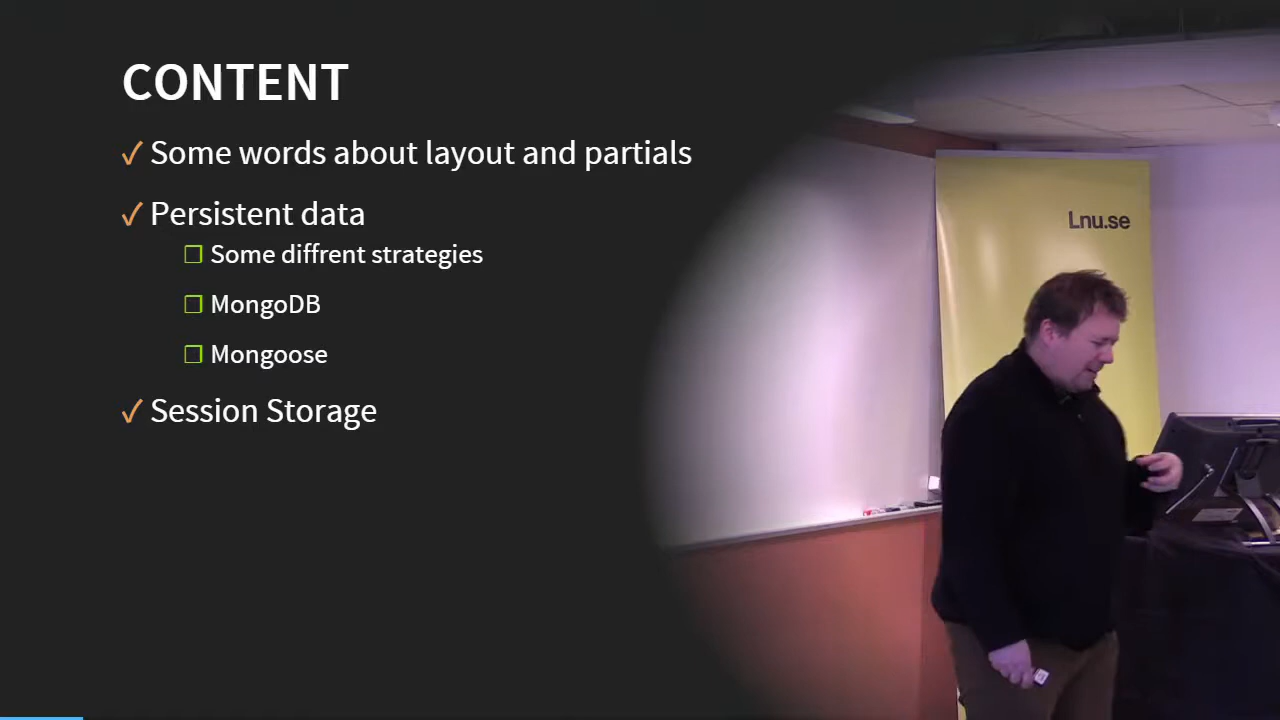 CONTENT
✓ Some words about layout and partials
✓ Persistent data
❒ Some diffrent strategies
❒ MongoDB
❒ Mongoose
✓ Session Storage
Lnu.se